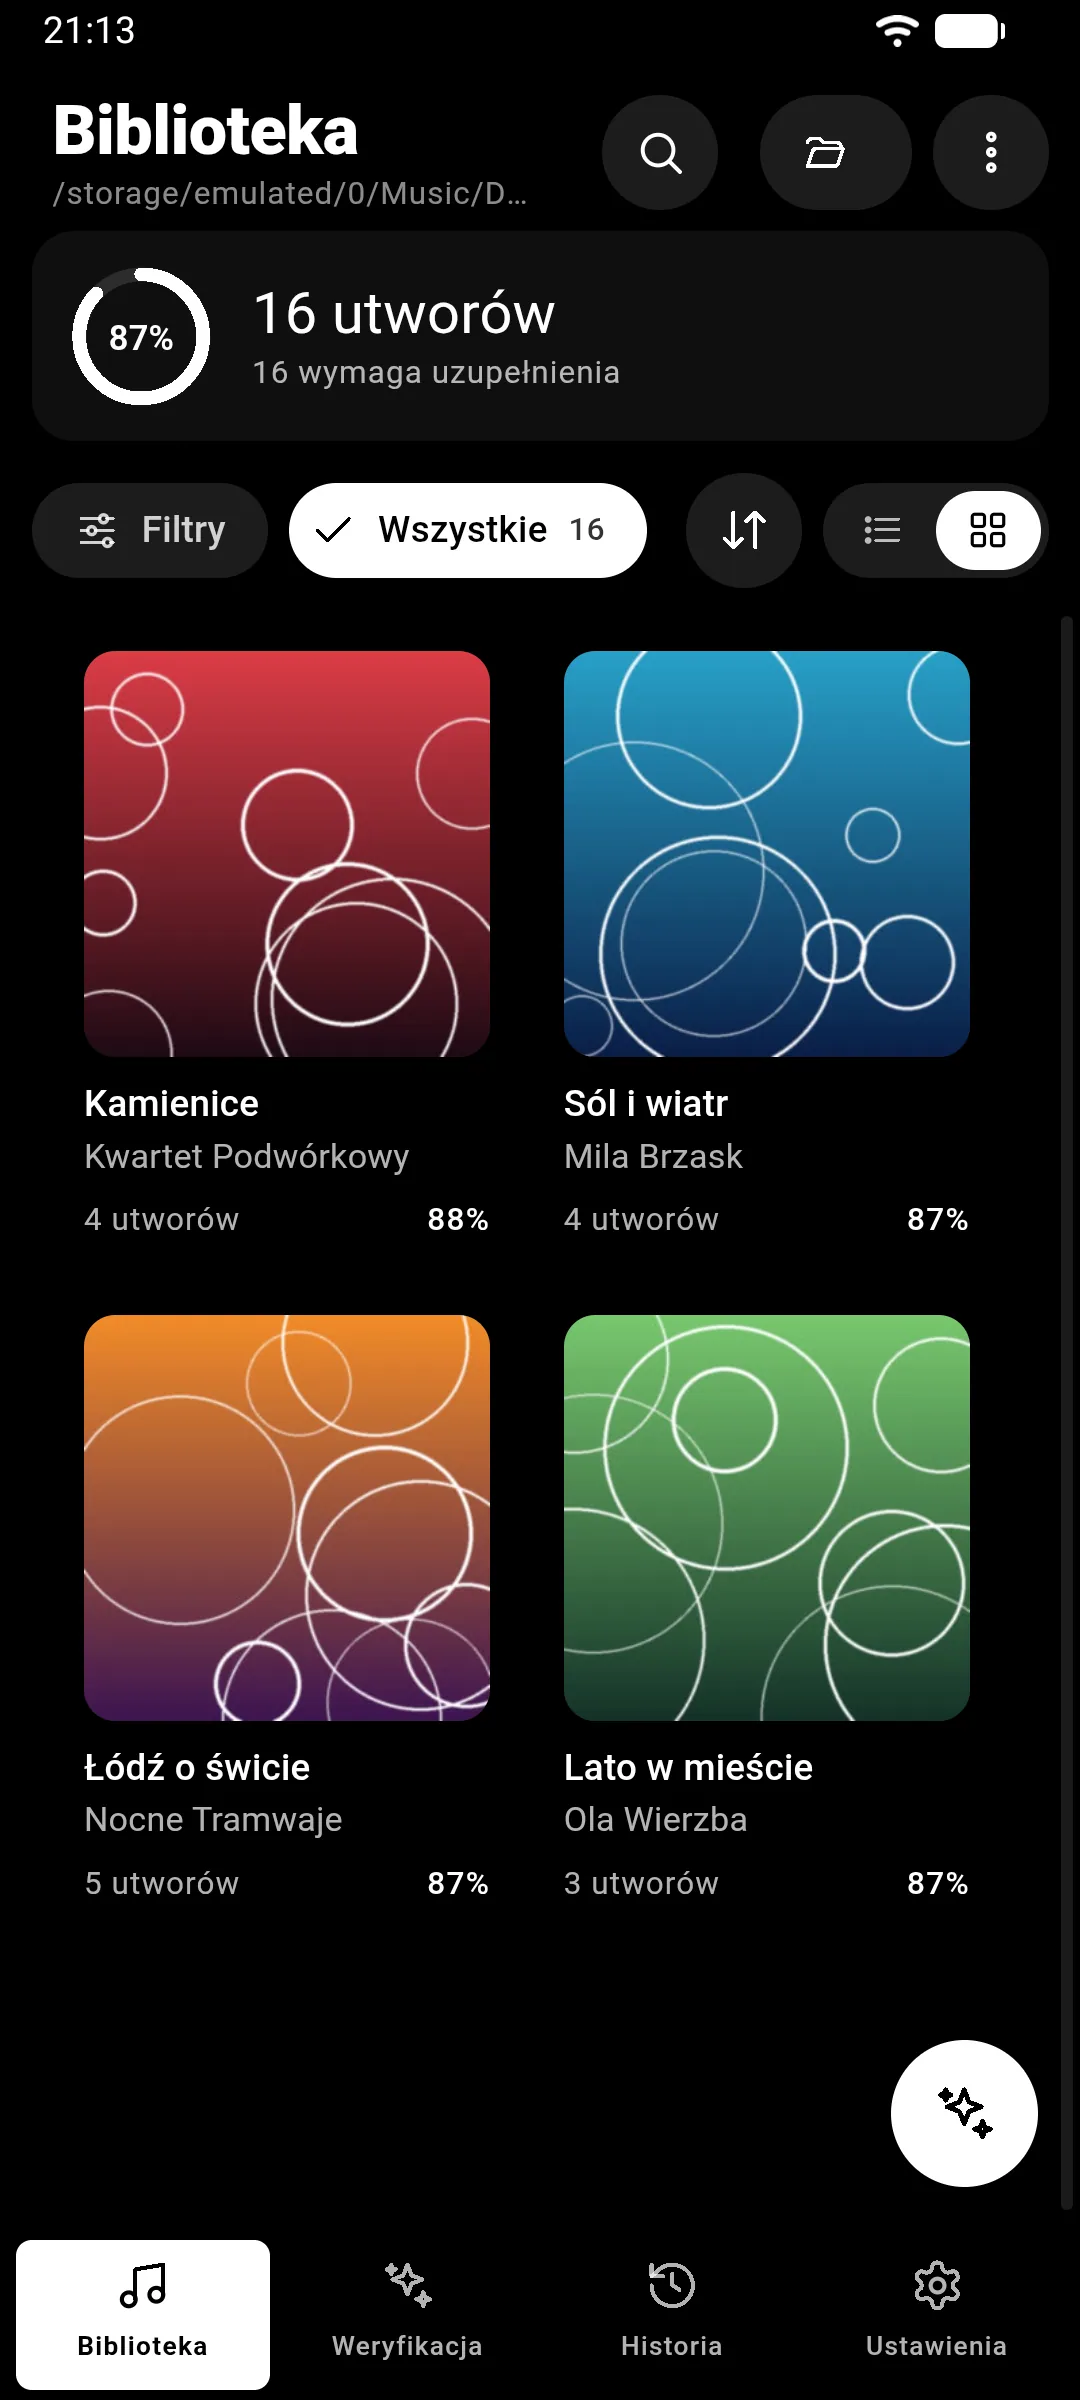 21:13
Biblioteka
/storage/emulated/0/Music/D...
87%
16 utworów
16 wymaga uzupełnienia
Filtry
Wszystkie 16
Kamienice
Kwartet Podwórkowy
4 utworów 88%
Sól i wiatr
Mila Brzask
4 utworów 87%
Łódź o świcie
Nocne Tramwaje
5 utworów 87%
Lato w mieście
Ola Wierzba
3 utworów 87%
Biblioteka
Weryfikacja
Historia
Ustawienia